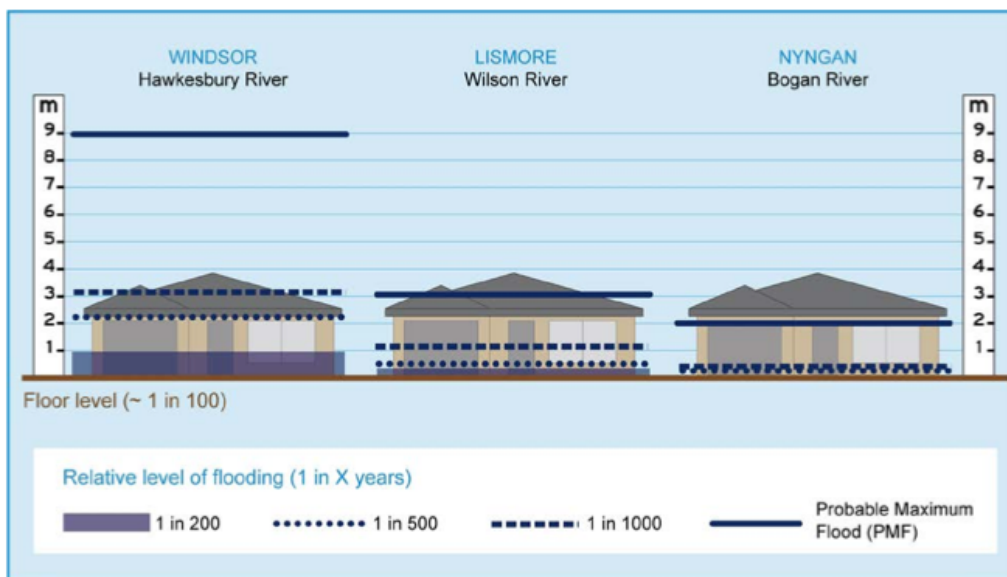 WINDSOR
Hawkesbury River
LISMORE
Wilson River
NYNGAN
Bogan River
m
9
8
7
6
5
4
3
2
1
m
9
8
7
6
5
4
3
2
1
Floor level (~ 1 in 100)
Relative level of flooding (1 in X years)
1 in 200
1 in 500
1 in 1000
Probable Maximum
Flood (PMF)